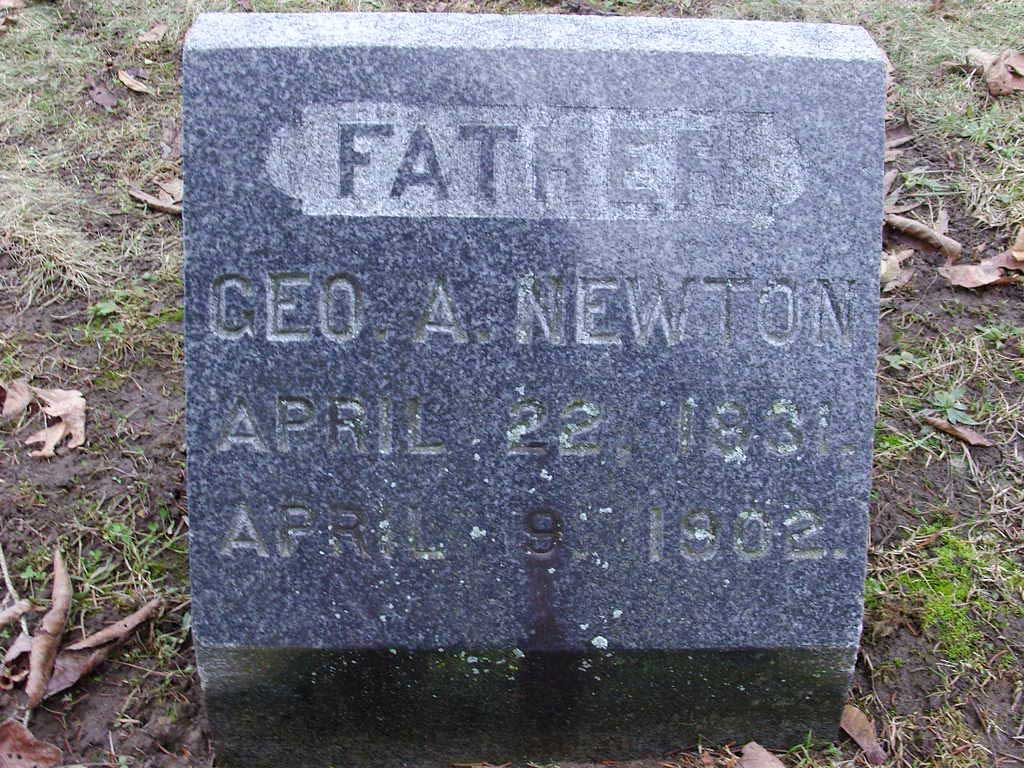 FATHER
GEO. A. NEWTON
APRIL 22, 1831.
APRIL 9, 1902.